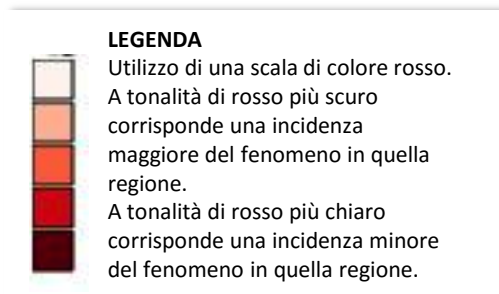 LEGENDA
Utilizzo di una scala di colore rosso.
A tonalità di rosso più scuro
corrisponde una incidenza
maggiore del fenomeno in quella
regione.
A tonalità di rosso più chiaro
corrisponde una incidenza minore
del fenomeno in quella regione.